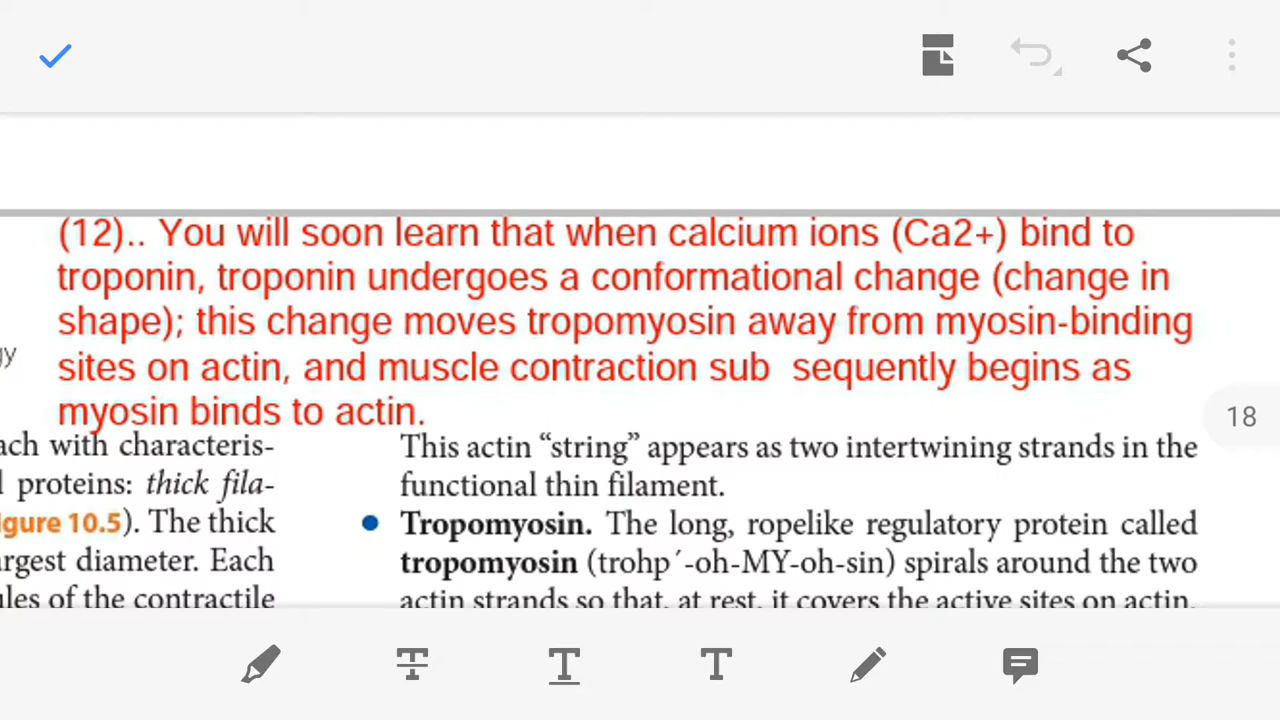 (12).. You will soon learn that when calcium ions (Ca2+) bind to
troponin, troponin undergoes a conformational change (change in
shape); this change moves tropomyosin away from myosin-binding
sites on actin, and muscle contraction sub  sequently begins as
myosin binds to actin.
gy
18
ach with characteris-
l proteins: thick fila-
igure 10.5). The thick
argest diameter. Each
ules of the contractile
This actin “string” appears as two intertwining strands in the
functional thin filament.
● Tropomyosin. The long, ropelike regulatory protein called
tropomyosin (trohp´-oh-MY-oh-sin) spirals around the two
actin strands so that, at rest, it covers the active sites on actin.